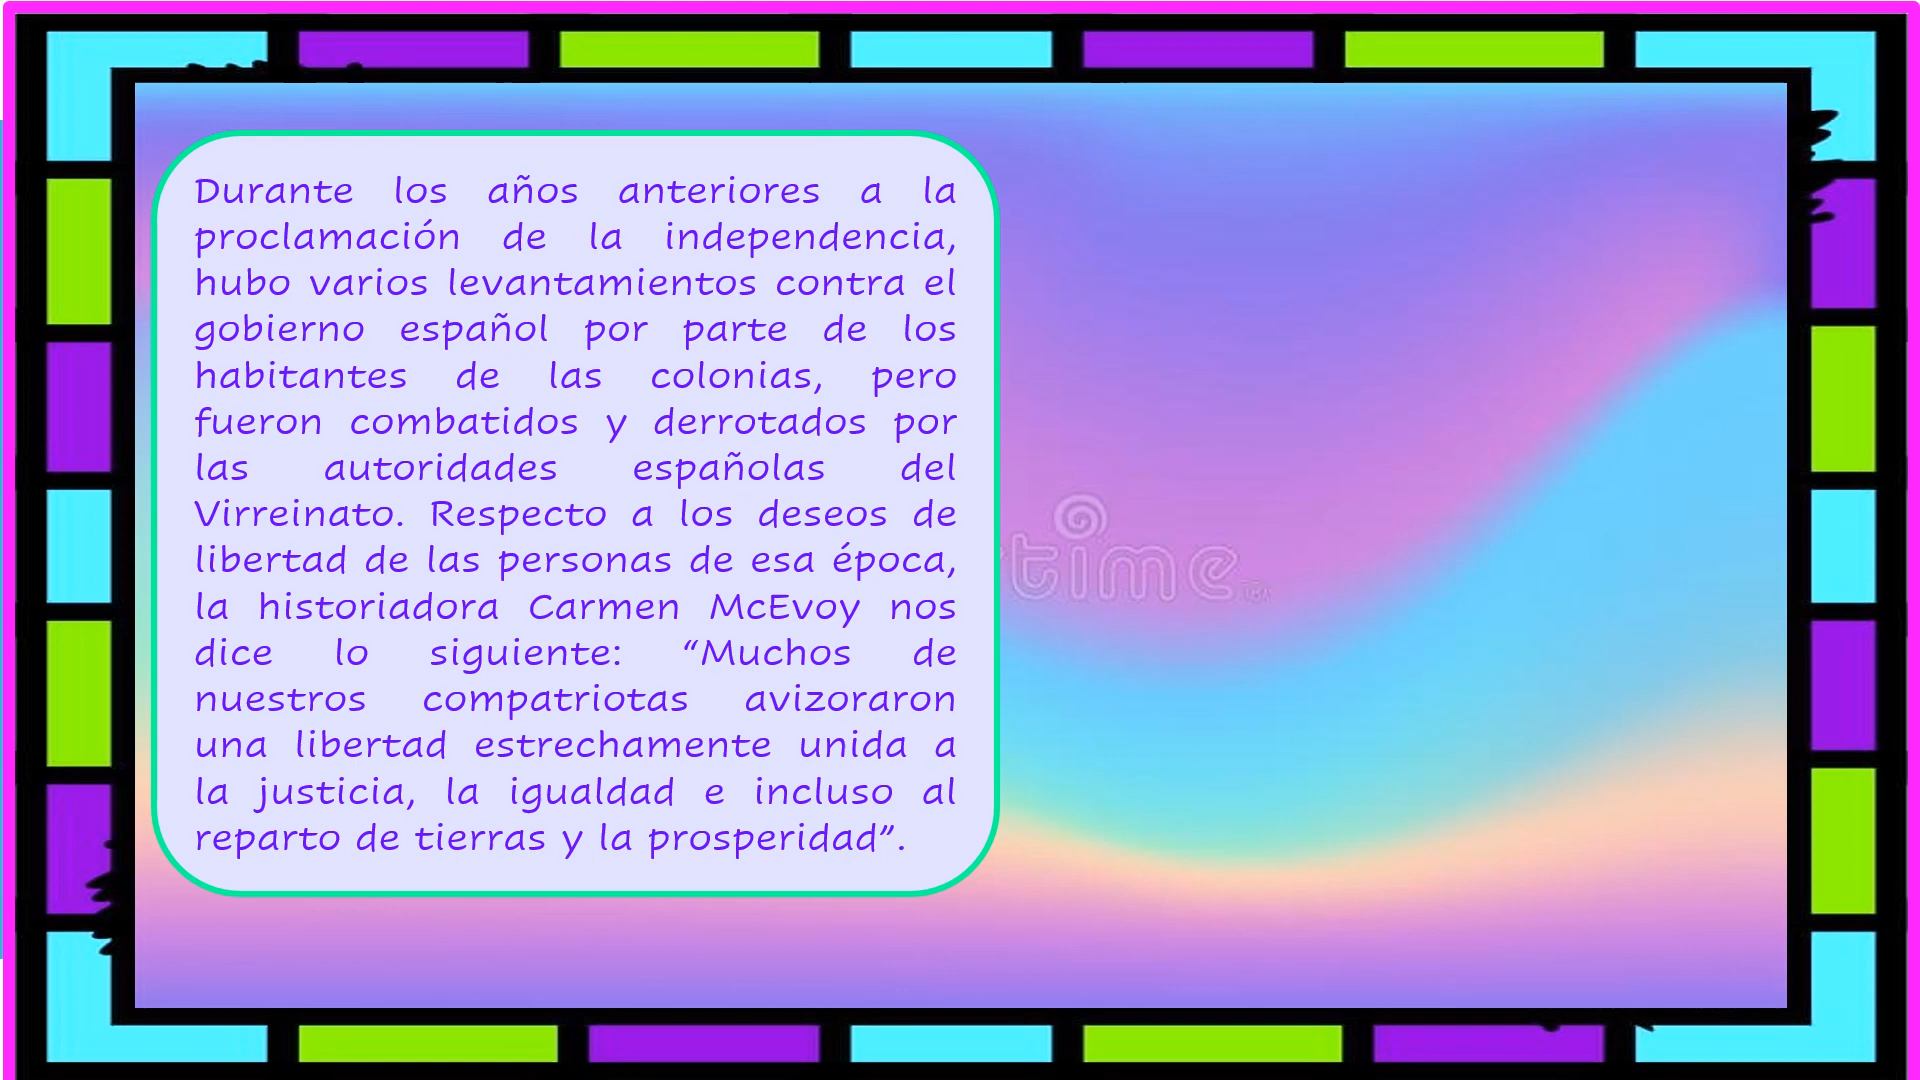 Durante los años anteriores a la
proclamación de la independencia,
hubo varios levantamientos contra el
gobierno español por parte de los
habitantes de las colonias, pero
fueron combatidos y derrotados por
las autoridades españolas del
Virreinato. Respecto a los deseos de
libertad de las personas de esa época,
la historiadora Carmen McEvoy nos
dice lo siguiente: “Muchos de
nuestros compatriotas avizoraron
una libertad estrechamente unida a
la justicia, la igualdad e incluso al
reparto de tierras y la prosperidad”.
time